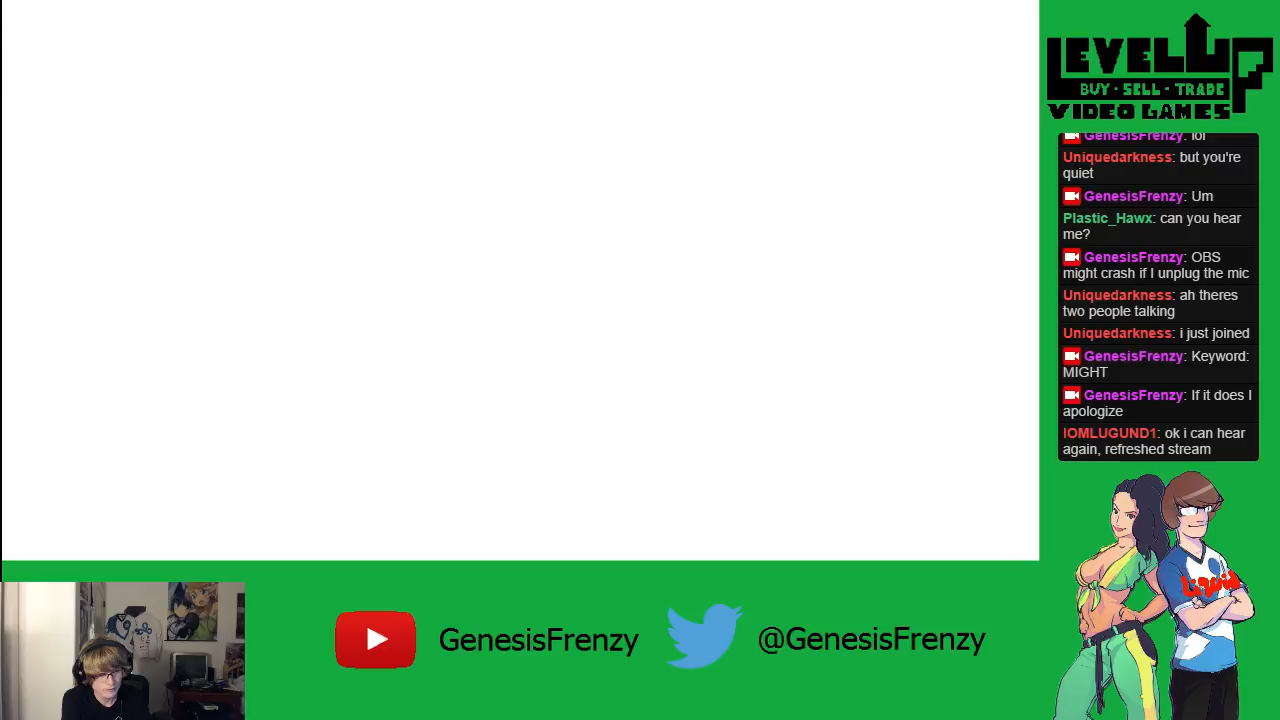 LEVEL UP
BUY · SELL · TRADE
VIDEO GAMES
GenesisFrenzy: lol
Uniquedarkness: but you're
quiet
GenesisFrenzy: Um
Plastic_Hawx: can you hear
me?
GenesisFrenzy: OBS
might crash if I unplug the mic
Uniquedarkness: ah theres
two people talking
Uniquedarkness: i just joined
GenesisFrenzy: Keyword:
MIGHT
GenesisFrenzy: If it does I
apologize
IOMLUGUND1: ok i can hear
again, refreshed stream
Liquid
GenesisFrenzy
@GenesisFrenzy